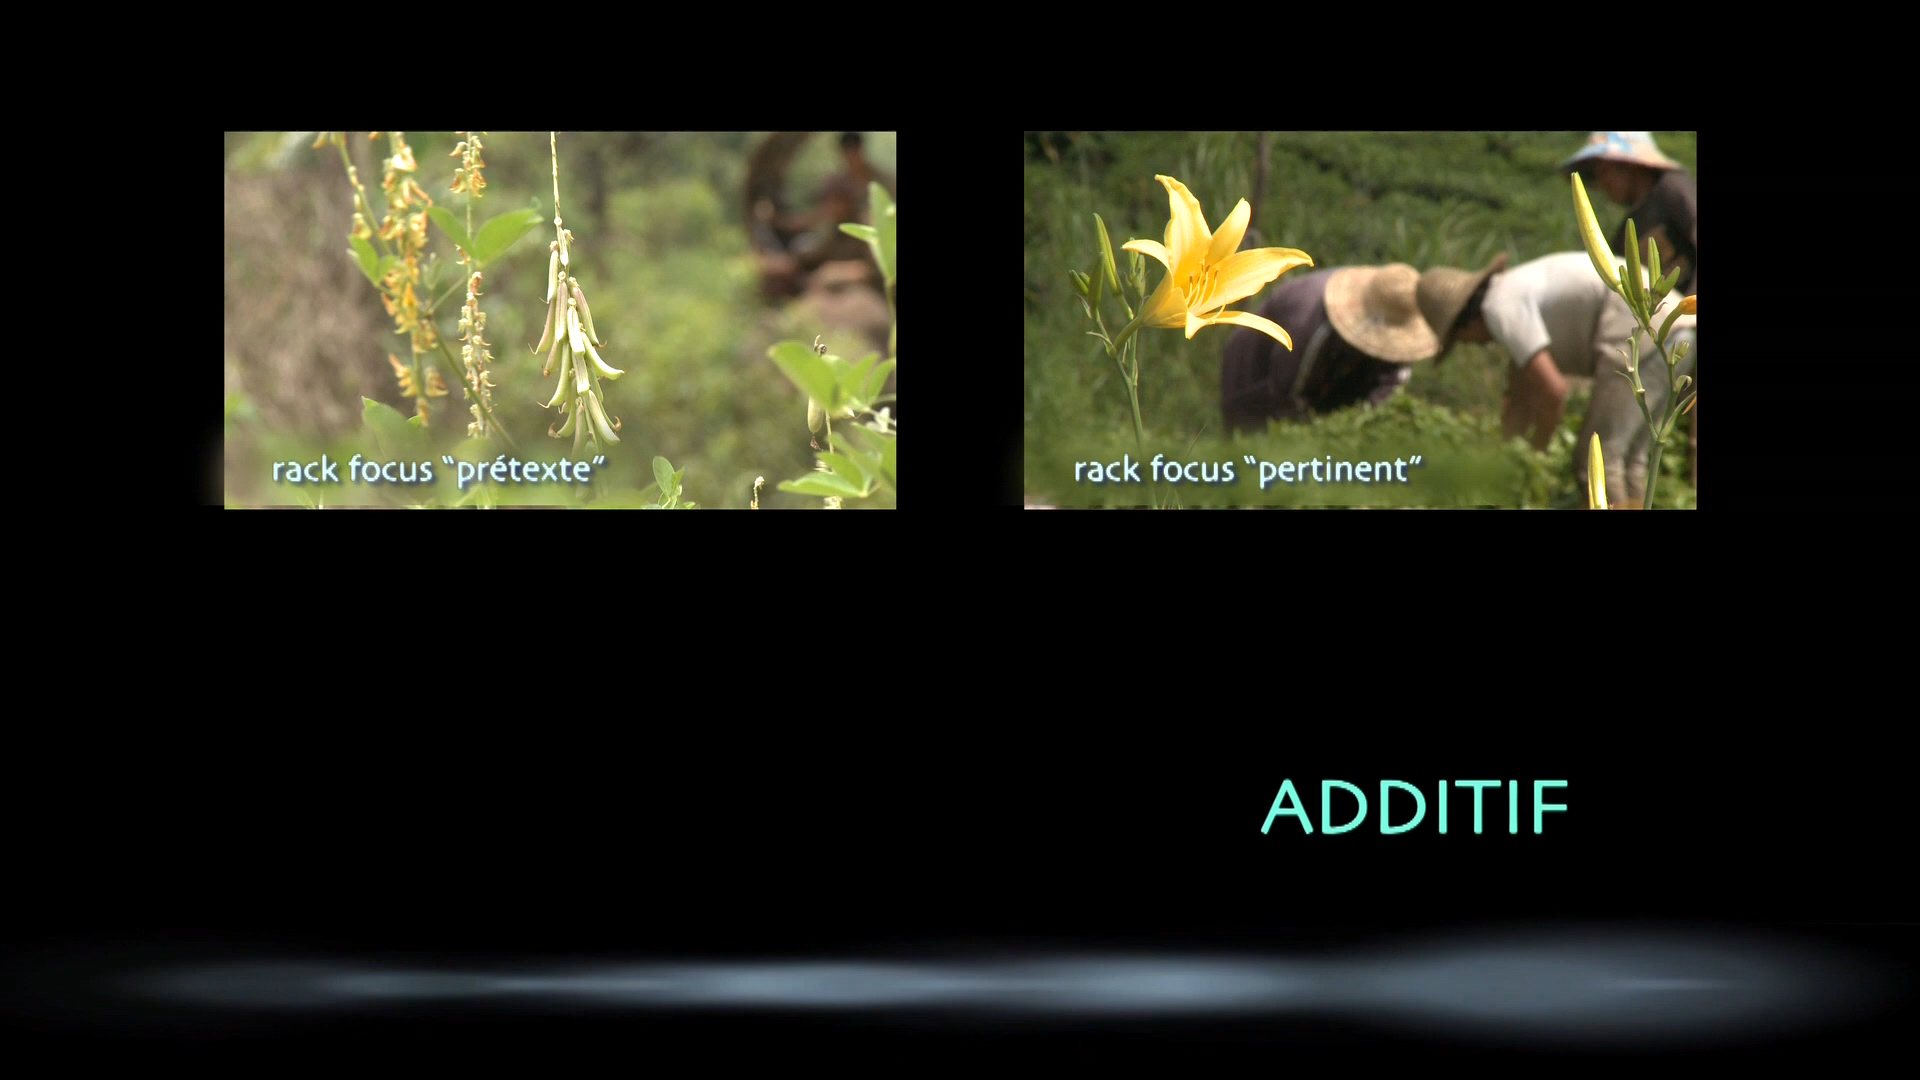 rack focus “prétexte”
rack focus “pertinent”
ADDITIF